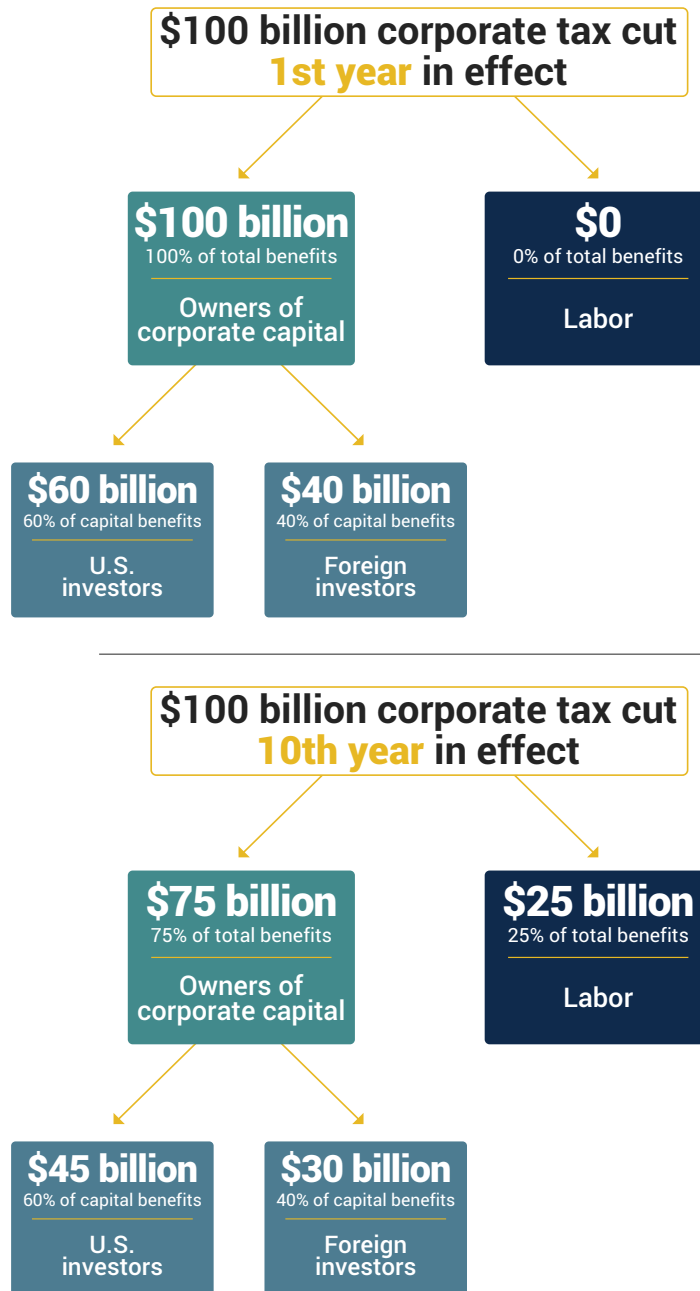 $100 billion corporate tax cut
1st year in effect
$100 billion
100% of total benefits
Owners of
corporate capital
$0
0% of total benefits
Labor
$60 billion
60% of capital benefits
U.S.
investors
$40 billion
40% of capital benefits
Foreign
investors
$100 billion corporate tax cut
10th year in effect
$75 billion
75% of total benefits
Owners of
corporate capital
$25 billion
25% of total benefits
Labor
$45 billion
60% of capital benefits
U.S.
investors
$30 billion
40% of capital benefits
Foreign
investors